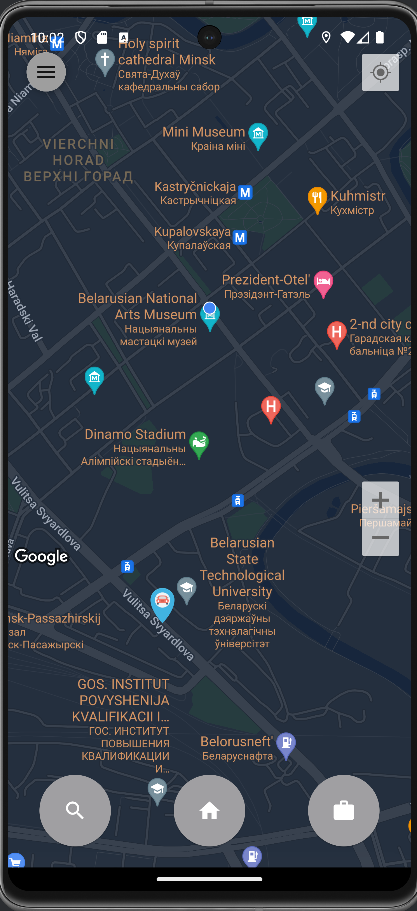 10:02
Holy spirit
cathedral Minsk
Свята-Духаў
кафедральны сабор
Niamiha
Няміга
VIERCHNI
HORAD
ВЕРХНІ ГОРАД
Mini Museum
Краіна міні
Kastryčnickaja
Кастрычніцкая
M
Kuhmistr
Кухмістр
Kupalovskaya
Купалаўская
M
Prezident-Otel'
Прэзідэнт-Гатэль
Haradski Val
Belarusian National
Arts Museum
Нацыянальны
мастацкі музей
2-nd city c
Гарадская к
бальніца №2
H
H
Dinamo Stadium
Нацыянальны
Алімпійскі стадыён...
+
−
Vulitsa Svyardlova
Piersamajs
Першамай
Google
Belarusian
State
Technological
University
Беларускі
дзяржаўны
тэхналагічны
ўніверсітэт
nsk-Passazhirskij
зал
ск-Пасажырскі
Vulitsa Svyardlova
GOS. INSTITUT
POVYSHENIJA
KVALIFIKACII I...
ГОС. ИНСТИТУТ
ПОВЫШЕНИЯ
КВАЛИФИКАЦИИ
И...
Belorusneft'
Беларуснафта